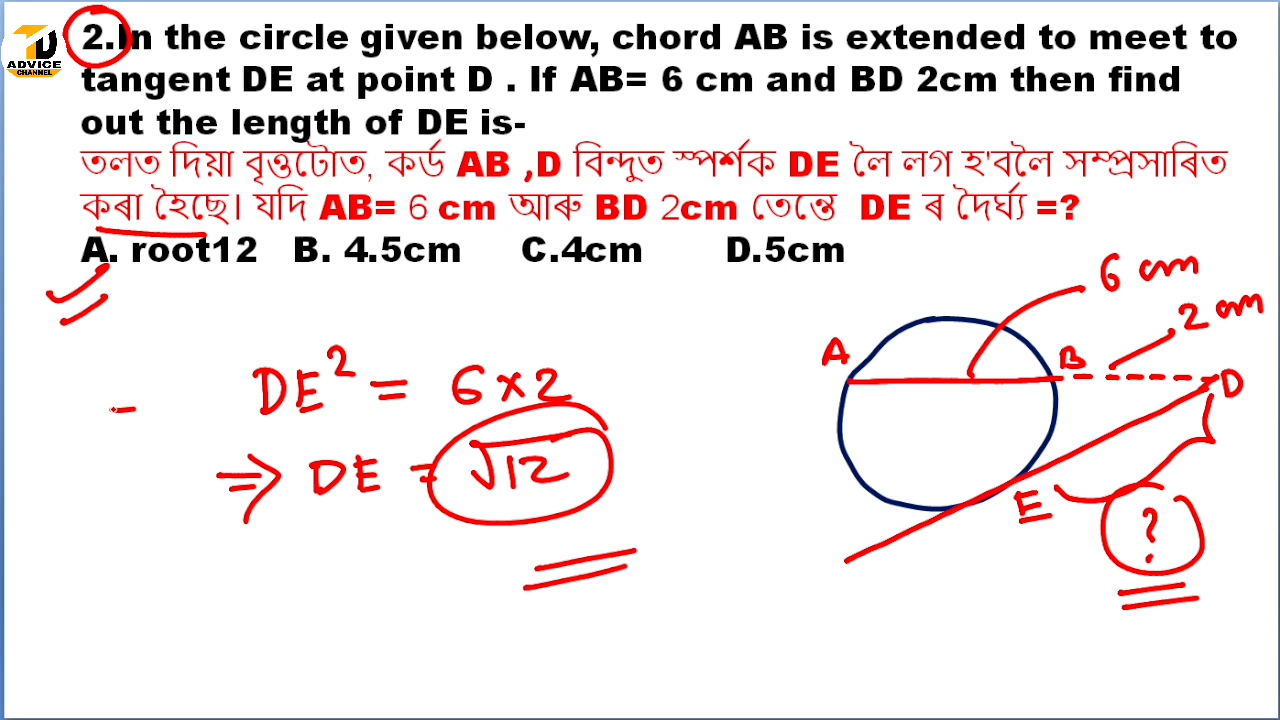 TD
ADVICE
CHANNEL
2.In the circle given below, chord AB is extended to meet to
tangent DE at point D . If AB= 6 cm and BD 2cm then find
out the length of DE is-
তলত দিয়া বৃত্তটোত, কৰ্ড AB ,D বিন্দুত স্পৰ্শক DE লৈ লগ হ'বলৈ সম্প্ৰসাৰিত
কৰা হৈছে। যদি AB= 6 cm আৰু BD 2cm তেন্তে DE ৰ দৈৰ্ঘ্য =?
A. root12 B. 4.5cm C.4cm D.5cm
6 cm
2 cm
A
B
D
DE² = 6×2
⇒ DE = √12
E
?